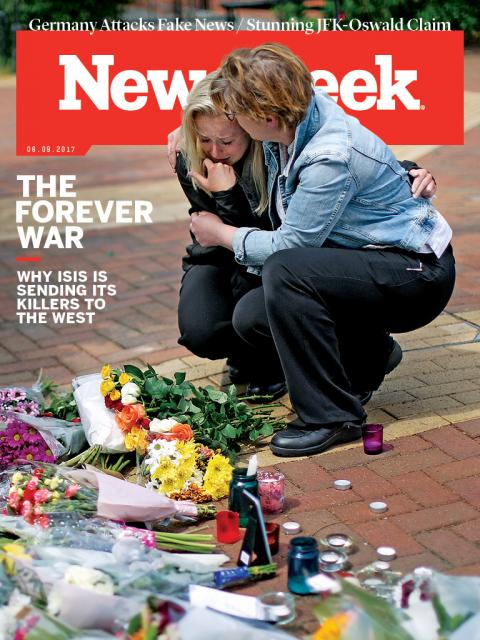 Germany Attacks Fake News / Stunning JFK-Oswald Claim
Newsweek
06.09.2017
THE
FOREVER
WAR
WHY ISIS IS
SENDING ITS
KILLERS TO
THE WEST